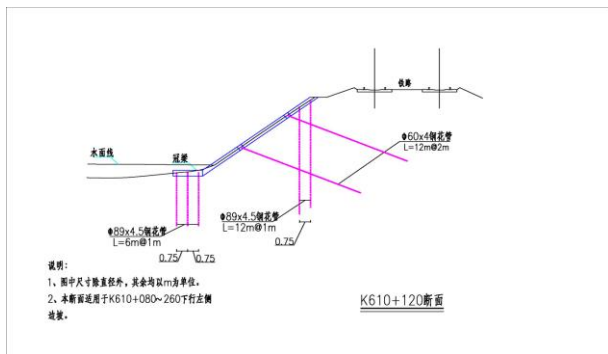 铁路
Φ60x4钢花管
L=12m@2m
水面线
冠梁
Φ89x4.5钢花管
L=6m@1m
Φ89x4.5钢花管
L=12m@1m
0.75
0.75
0.75
说明:
1、图中尺寸除直径外，其余均以m为单位。
2、本断面适用于K610+080~260下行左侧
边坡。
K610+120断面